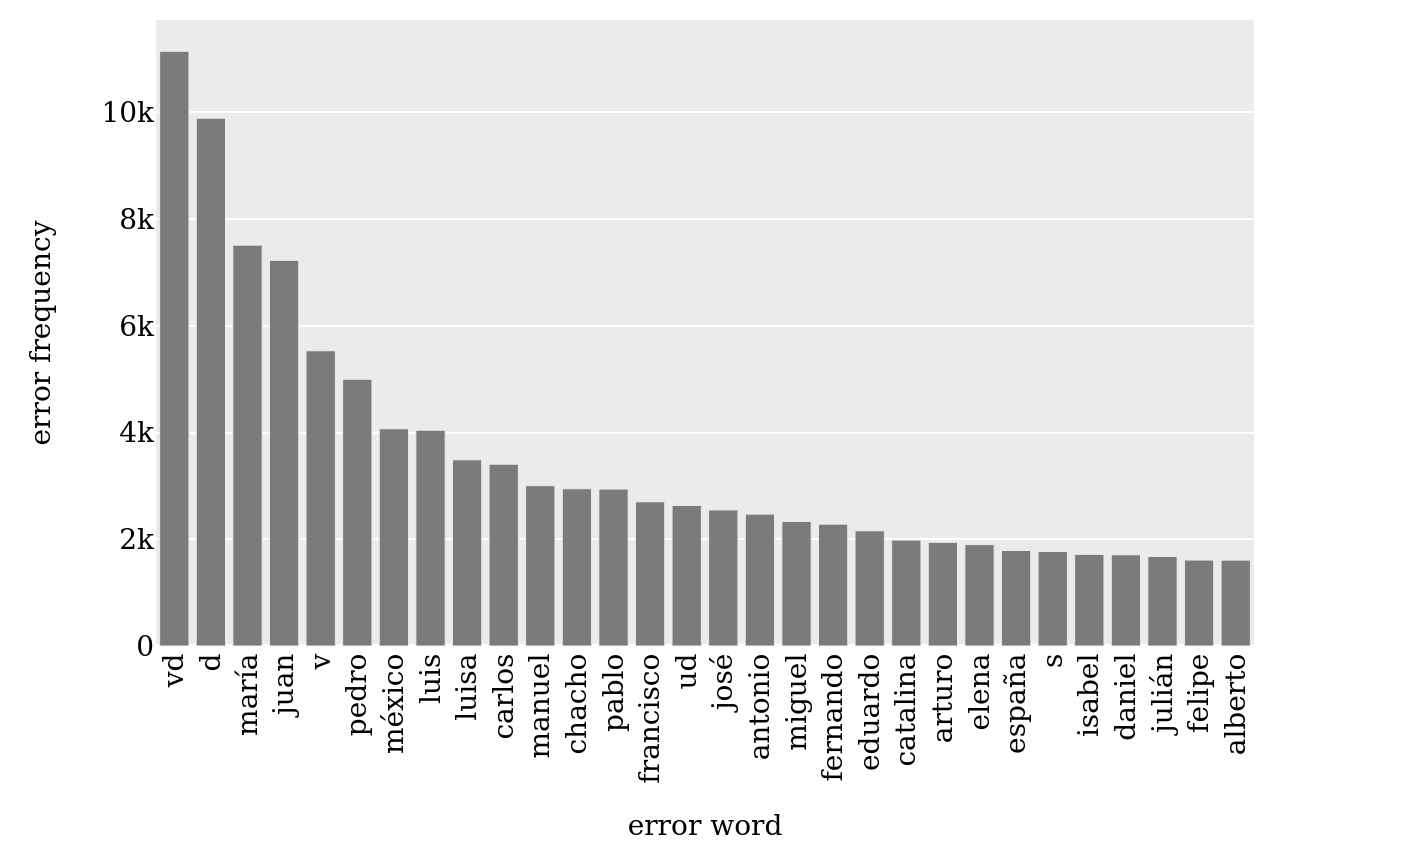 error frequency
10k
8k
6k
4k
2k
0
vd
d
maría
juan
v
pedro
méxico
luis
luisa
carlos
manuel
chacho
pablo
francisco
ud
josé
antonio
miguel
fernando
eduardo
catalina
arturo
elena
españa
s
isabel
daniel
julián
felipe
alberto
error word